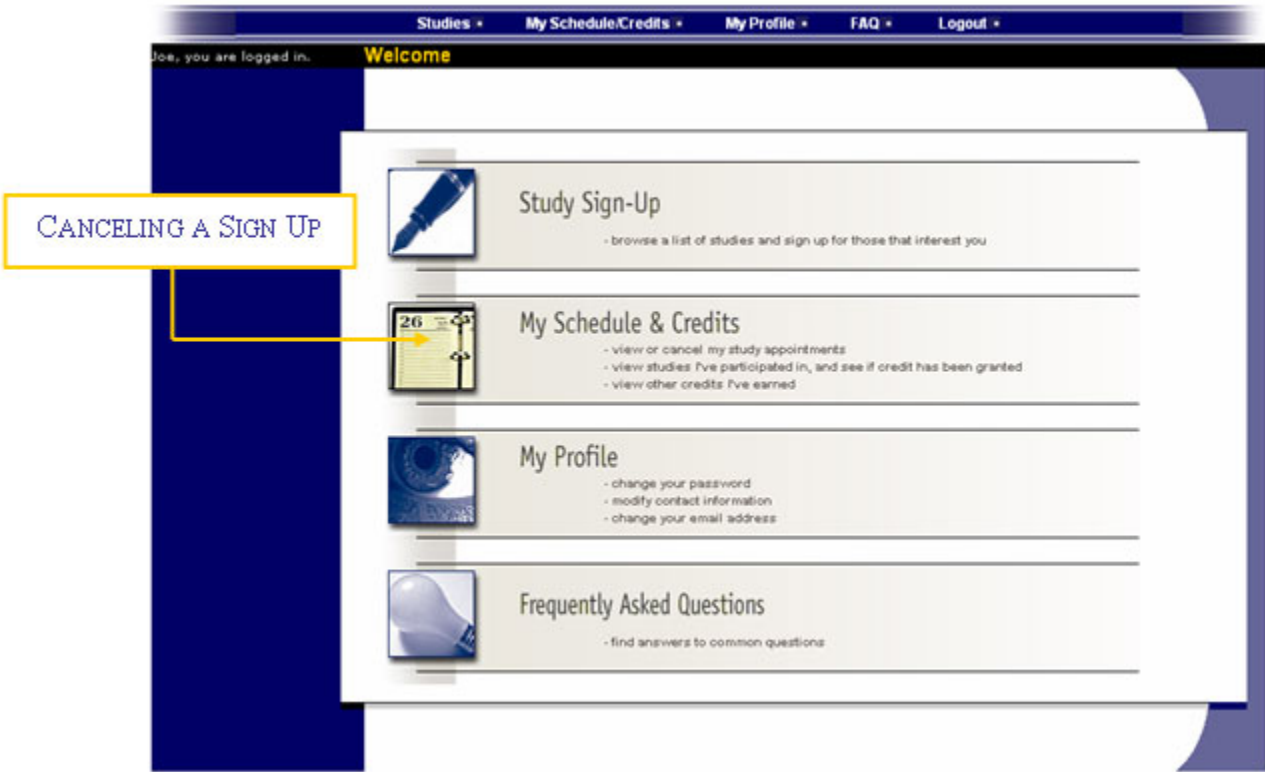 Studies My Schedule/Credits My Profile FAQ Logout
Joe, you are logged in. Welcome
Study Sign-Up
- browse a list of studies and sign up for those that interest you
CANCELING A SIGN UP
26
My Schedule & Credits
- view or cancel my study appointments
- view studies I've participated in, and see if credit has been granted
- view other credits I've earned
My Profile
- change your password
- modify contact information
- change your email address
Frequently Asked Questions
- find answers to common questions